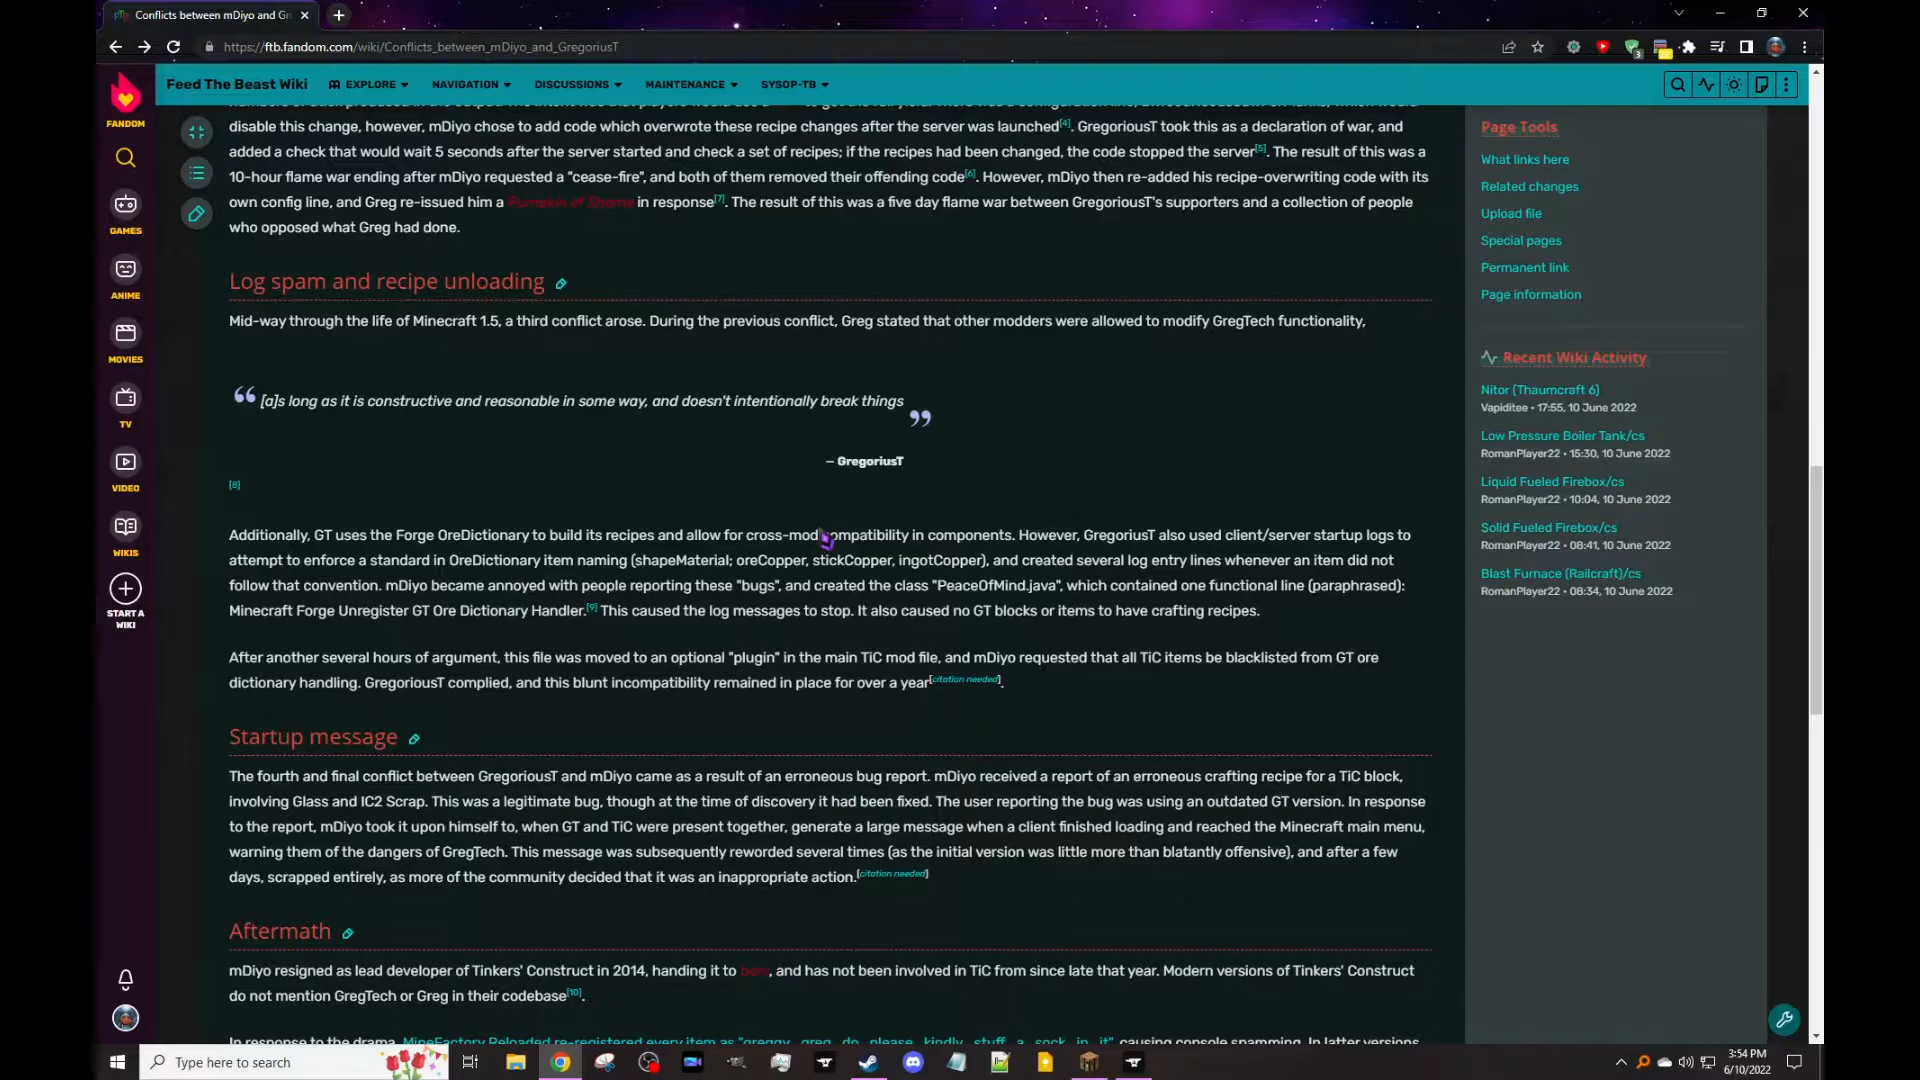 Conflicts between mDiyo and Gr
https://ftb.fandom.com/wiki/Conflicts_between_mDiyo_and_GregoriusT
3
Feed The Beast Wiki
EXPLORE
NAVIGATION
DISCUSSIONS
MAINTENANCE
SYSOP-TB
FANDOM
GAMES
ANIME
MOVIES
TV
VIDEO
WIKIS
START A
WIKI
disable this change, however, mDiyo chose to add code which overwrote these recipe changes after the server was launched[4]. GregoriousT took this as a declaration of war, and
added a check that would wait 5 seconds after the server started and check a set of recipes; if the recipes had been changed, the code stopped the server[5]. The result of this was a
10-hour flame war ending after mDiyo requested a "cease-fire", and both of them removed their offending code[6]. However, mDiyo then re-added his recipe-overwriting code with its
own config line, and Greg re-issued him a Pumpkin of Shame in response[7]. The result of this was a five day flame war between GregoriousT's supporters and a collection of people
who opposed what Greg had done.
Log spam and recipe unloading
Mid-way through the life of Minecraft 1.5, a third conflict arose. During the previous conflict, Greg stated that other modders were allowed to modify GregTech functionality,
“ [a]s long as it is constructive and reasonable in some way, and doesn't intentionally break things ”
– GregoriusT
[8]
Additionally, GT uses the Forge OreDictionary to build its recipes and allow for cross-mod compatibility in components. However, GregoriusT also used client/server startup logs to
attempt to enforce a standard in OreDictionary item naming (shapeMaterial; oreCopper, stickCopper, ingotCopper), and created several log entry lines whenever an item did not
follow that convention. mDiyo became annoyed with people reporting these "bugs", and created the class "PeaceOfMind.java", which contained one functional line (paraphrased):
Minecraft Forge Unregister GT Ore Dictionary Handler.[9] This caused the log messages to stop. It also caused no GT blocks or items to have crafting recipes.
After another several hours of argument, this file was moved to an optional "plugin" in the main TiC mod file, and mDiyo requested that all TiC items be blacklisted from GT ore
dictionary handling. GregoriousT complied, and this blunt incompatibility remained in place for over a year[citation needed].
Startup message
The fourth and final conflict between GregoriousT and mDiyo came as a result of an erroneous bug report. mDiyo received a report of an erroneous crafting recipe for a TiC block,
involving Glass and IC2 Scrap. This was a legitimate bug, though at the time of discovery it had been fixed. The user reporting the bug was using an outdated GT version. In response
to the report, mDiyo took it upon himself to, when GT and TiC were present together, generate a large message when a client finished loading and reached the Minecraft main menu,
warning them of the dangers of GregTech. This message was subsequently reworded several times (as the initial version was little more than blatantly offensive), and after a few
days, scrapped entirely, as more of the community decided that it was an inappropriate action.[citation needed]
Aftermath
mDiyo resigned as lead developer of Tinkers' Construct in 2014, handing it to , and has not been involved in TiC from since late that year. Modern versions of Tinkers' Construct
do not mention GregTech or Greg in their codebase[10].
In response to the drama, MineFactory Reloaded re-registered every item as "greggy_greg_do_please_kindly_stuff_a_sock_in_it" causing console spamming. In latter versions
Page Tools
What links here
Related changes
Upload file
Special pages
Permanent link
Page information
Recent Wiki Activity
Nitor (Thaumcraft 6)
Vapiditee • 17:55, 10 June 2022
Low Pressure Boiler Tank/cs
RomanPlayer22 • 15:30, 10 June 2022
Liquid Fueled Firebox/cs
RomanPlayer22 • 10:04, 10 June 2022
Solid Fueled Firebox/cs
RomanPlayer22 • 08:41, 10 June 2022
Blast Furnace (Railcraft)/cs
RomanPlayer22 • 08:34, 10 June 2022
Type here to search
3:54 PM
6/10/2022